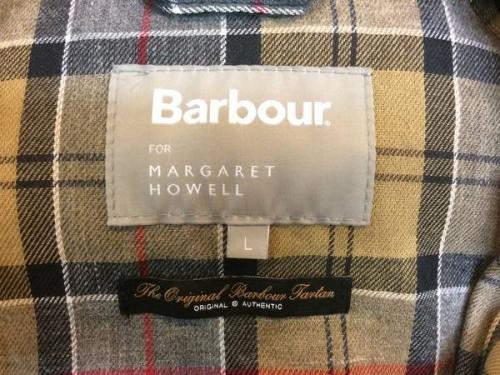 Barbour.
FOR
MARGARET
HOWELL
L
The Original Barbour Tartan
ORIGINAL @ AUTHENTIC